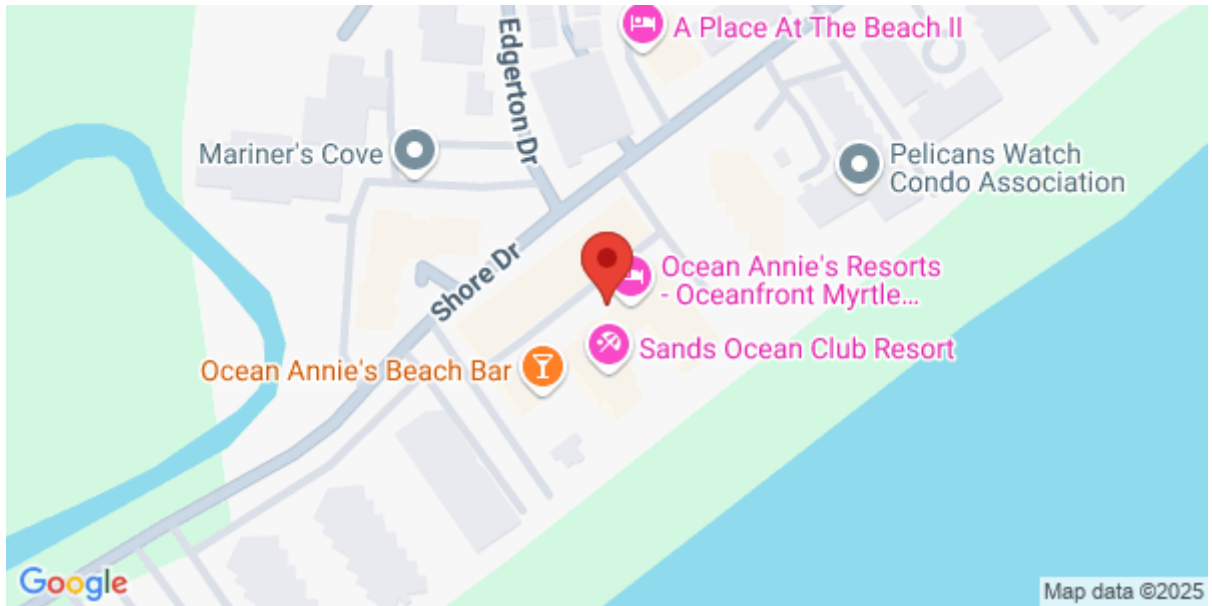 A Place At The Beach II
Edgerton Dr
Mariner's Cove
Pelicans Watch
Condo Association
Shore Dr
Ocean Annie's Resorts
- Oceanfront Myrtle...
Sands Ocean Club Resort
Ocean Annie's Beach Bar
Google
Map data ©2025